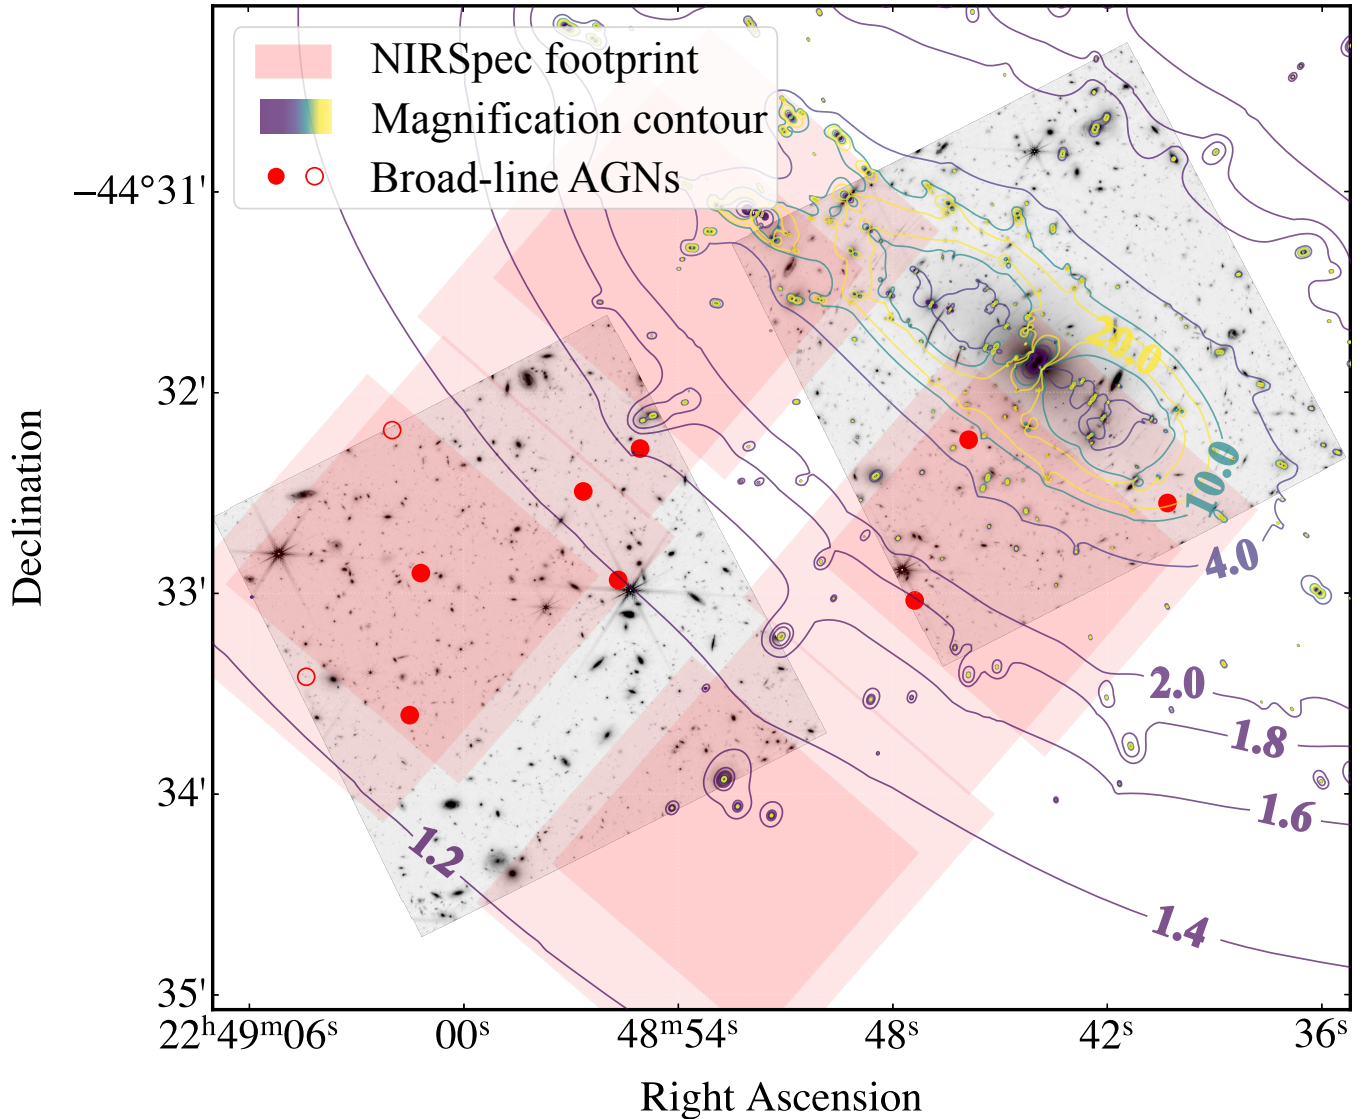 NIRSpec footprint
Magnification contour
Broad-line AGNs
−44°31'
32'
33'
34'
35'
Declination
20.0
10.0
4.0
2.0
1.8
1.6
1.4
1.2
22ʰ49ᵐ06ˢ
00ˢ
48ᵐ54ˢ
48ˢ
42ˢ
36ˢ
Right Ascension